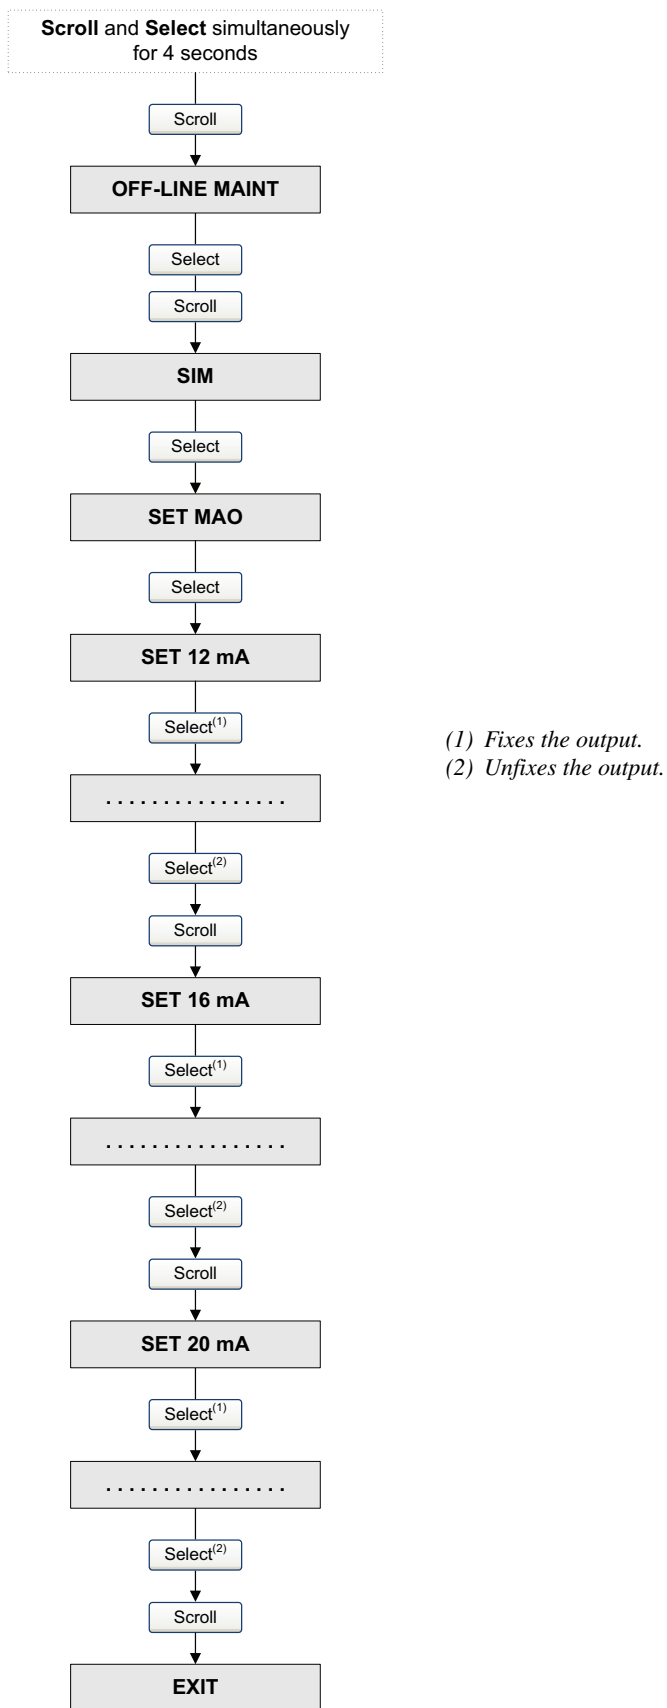 Scroll and Select simultaneously
for 4 seconds
Scroll
OFF-LINE MAINT
Select
Scroll
SIM
Select
SET MAO
Select
SET 12 mA
Select(1)
(1) Fixes the output.
(2) Unfixes the output.
. . . . . . . . . . . . . . . .
Select(2)
Scroll
SET 16 mA
Select(1)
. . . . . . . . . . . . . . . .
Select(2)
Scroll
SET 20 mA
Select(1)
. . . . . . . . . . . . . . . .
Select(2)
Scroll
EXIT